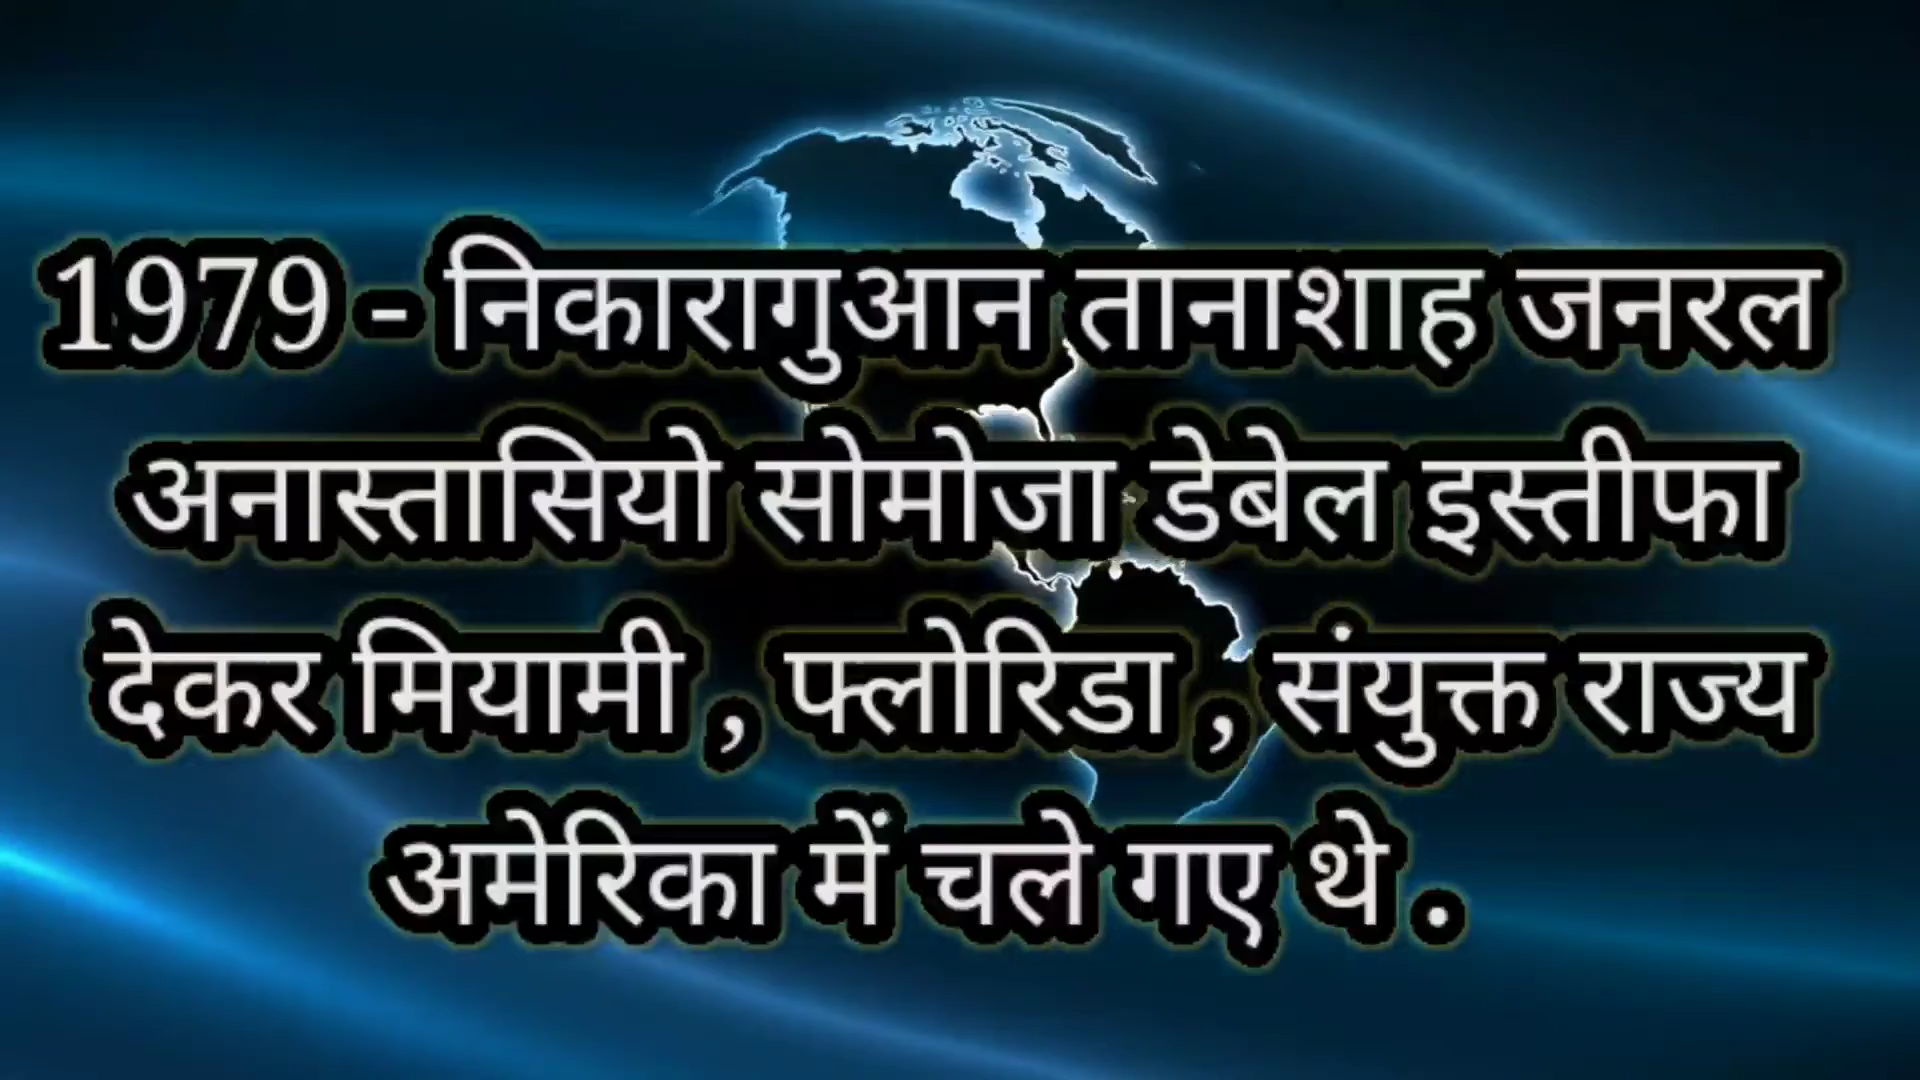 1979 - निकारागुआन तानाशाह जनरल
अनास्तासियो सोमोजा डेबेल इस्तीफा
देकर मियामी , फ्लोरिडा , संयुक्त राज्य
अमेरिका में चले गए थे .